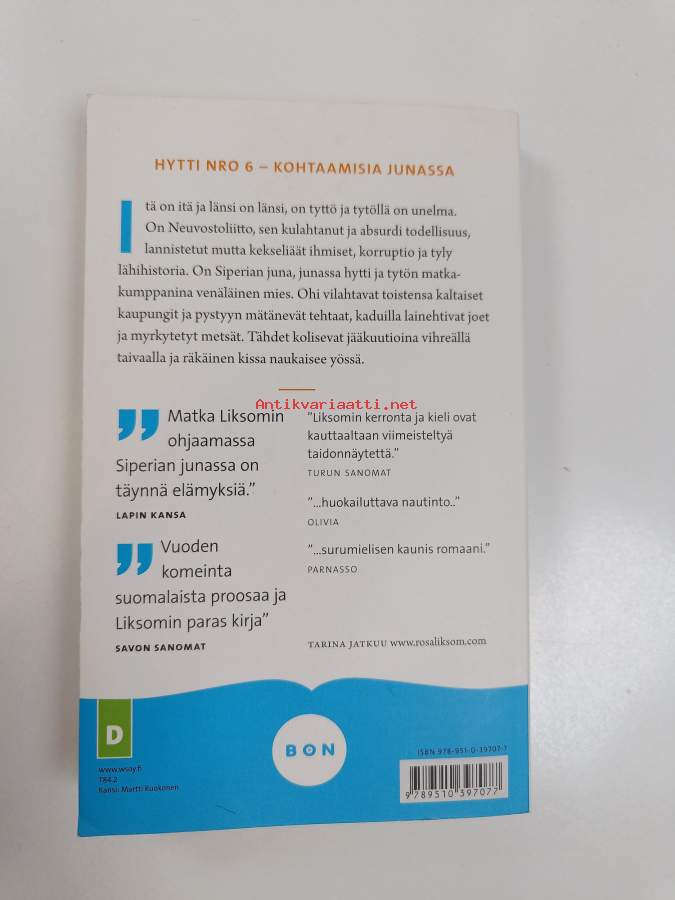 HYTTI NRO 6 – KOHTAAMISIA JUNASSA
Itä on itä ja länsi on länsi, on tyttö ja tytöllä on unelma.
On Neuvostoliitto, sen kulahtanut ja absurdi todellisuus,
lannistetut mutta kekseliäät ihmiset, korruptio ja tyly
lähihistoria. On Siperian juna, junassa hytti ja tytön matka-
kumppanina venäläinen mies. Ohi vilahtavat toistensa kaltaiset
kaupungit ja pystyyn mätänevät tehtaat, kaduilla lainehtivat joet
ja myrkytetyt metsät. Tähdet kolisevat jääkuutioina vihreällä
taivaalla ja räkäinen kissa naukaisee yössä.
Antikvariaatti.net
” Matka Liksomin
ohjaamassa
Siperian junassa on
täynnä elämyksiä.”
LAPIN KANSA
” Vuoden
komeinta
suomalaista proosaa ja
Liksomin paras kirja”
SAVON SANOMAT
”Liksomin kerronta ja kieli ovat
kauttaaltaan viimeisteltyä
taidonnäytettä.”
TURUN SANOMAT
”...huokailuttava nautinto..”
OLIVIA
”...surumielisen kaunis romaani.”
PARNASSO
TARINA JATKUU www.rosaliksom.com
D
www.wsoy.fi
T84.2
Kansi: Martti Ruokonen
BON
ISBN 978-951-0-39707-7
9 789510 397077